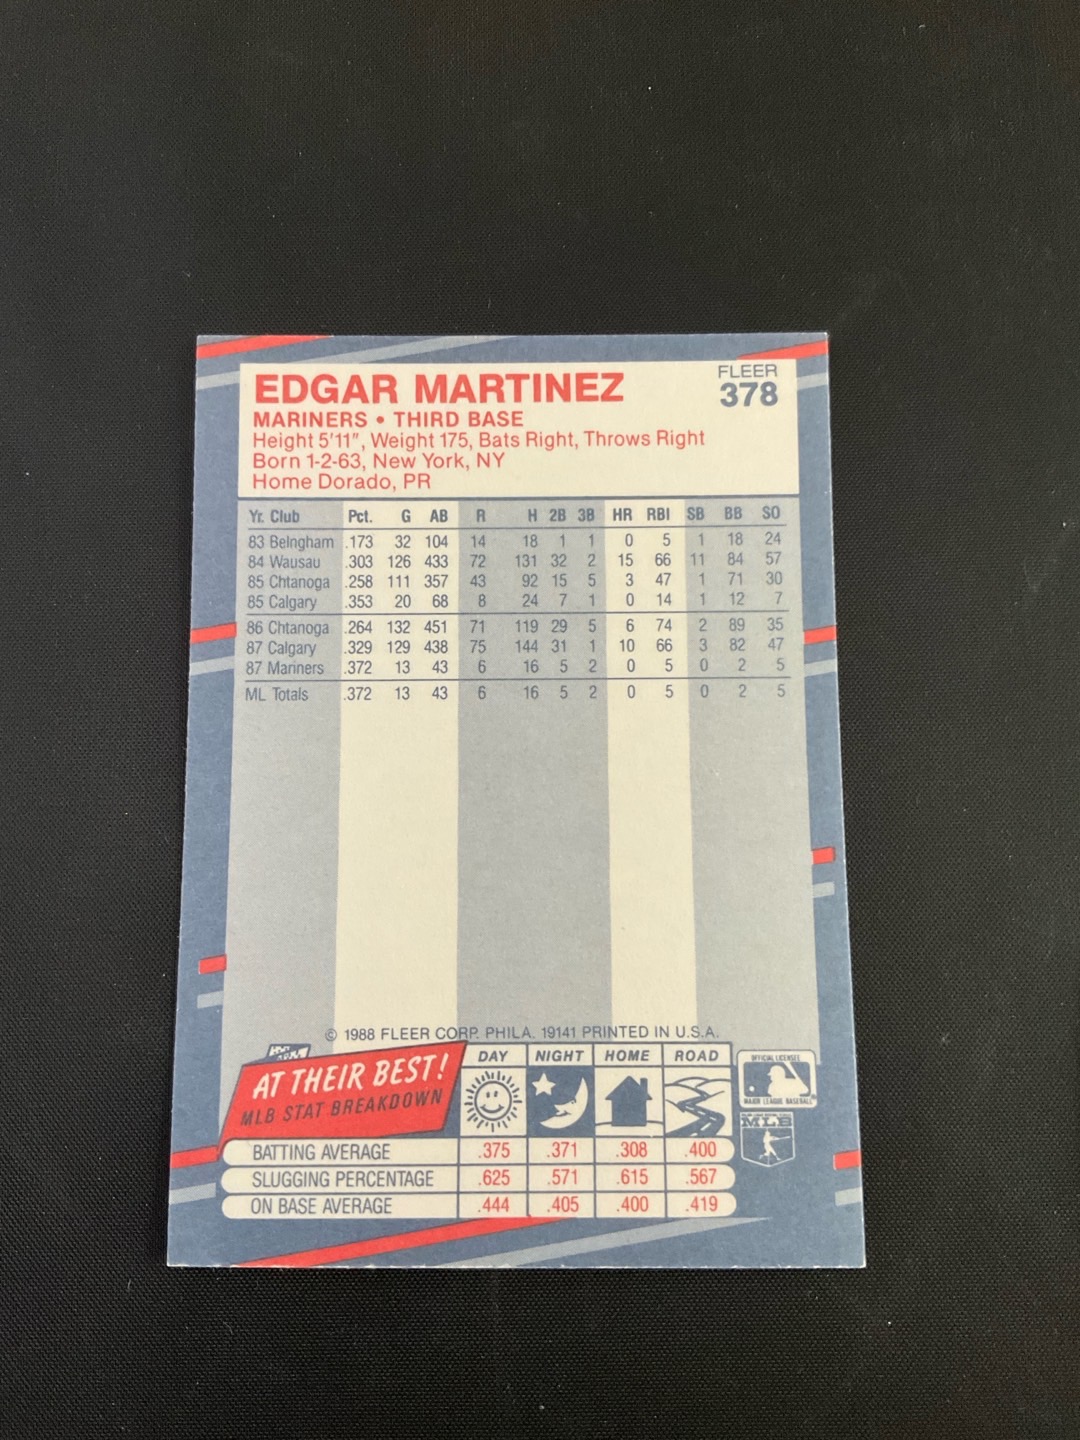 FLEER
378
EDGAR MARTINEZ
MARINERS • THIRD BASE
Height 5'11", Weight 175, Bats Right, Throws Right
Born 1-2-63, New York, NY
Home Dorado, PR
Yr. Club Pct. G AB R H 2B 3B HR RBI SB BB SO
83 Belngham .173 32 104 14 18 1 1 0 5 1 18 24
84 Wausau .303 126 433 72 131 32 2 15 66 11 84 57
85 Chtanoga .258 111 357 43 92 15 5 3 47 1 71 30
85 Calgary .353 20 68 8 24 7 1 0 14 1 12 7
86 Chtanoga .264 132 451 71 119 29 5 6 74 2 89 35
87 Calgary .329 129 438 75 144 31 1 10 66 3 82 47
87 Mariners .372 13 43 6 16 5 2 0 5 0 2 5
ML Totals .372 13 43 6 16 5 2 0 5 0 2 5
© 1988 FLEER CORP. PHILA. 19141 PRINTED IN U.S.A.
AT THEIR BEST!
MLB STAT BREAKDOWN
DAY NIGHT HOME ROAD
BATTING AVERAGE .375 .371 .308 .400
SLUGGING PERCENTAGE .625 .571 .615 .567
ON BASE AVERAGE .444 .405 .400 .419
OFFICIAL LICENSEE
MAJOR LEAGUE BASEBALL
MLB